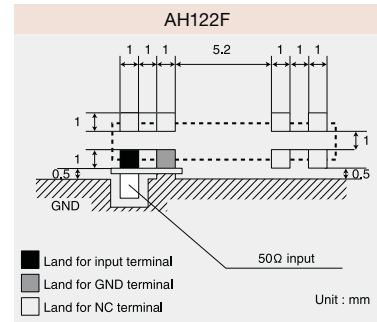 AH122F
1 1 1 5.2 1 1 1
1
1
1
0.5
0.5
GND
50Ω input
Land for input terminal
Land for GND terminal
Land for NC terminal
Unit : mm